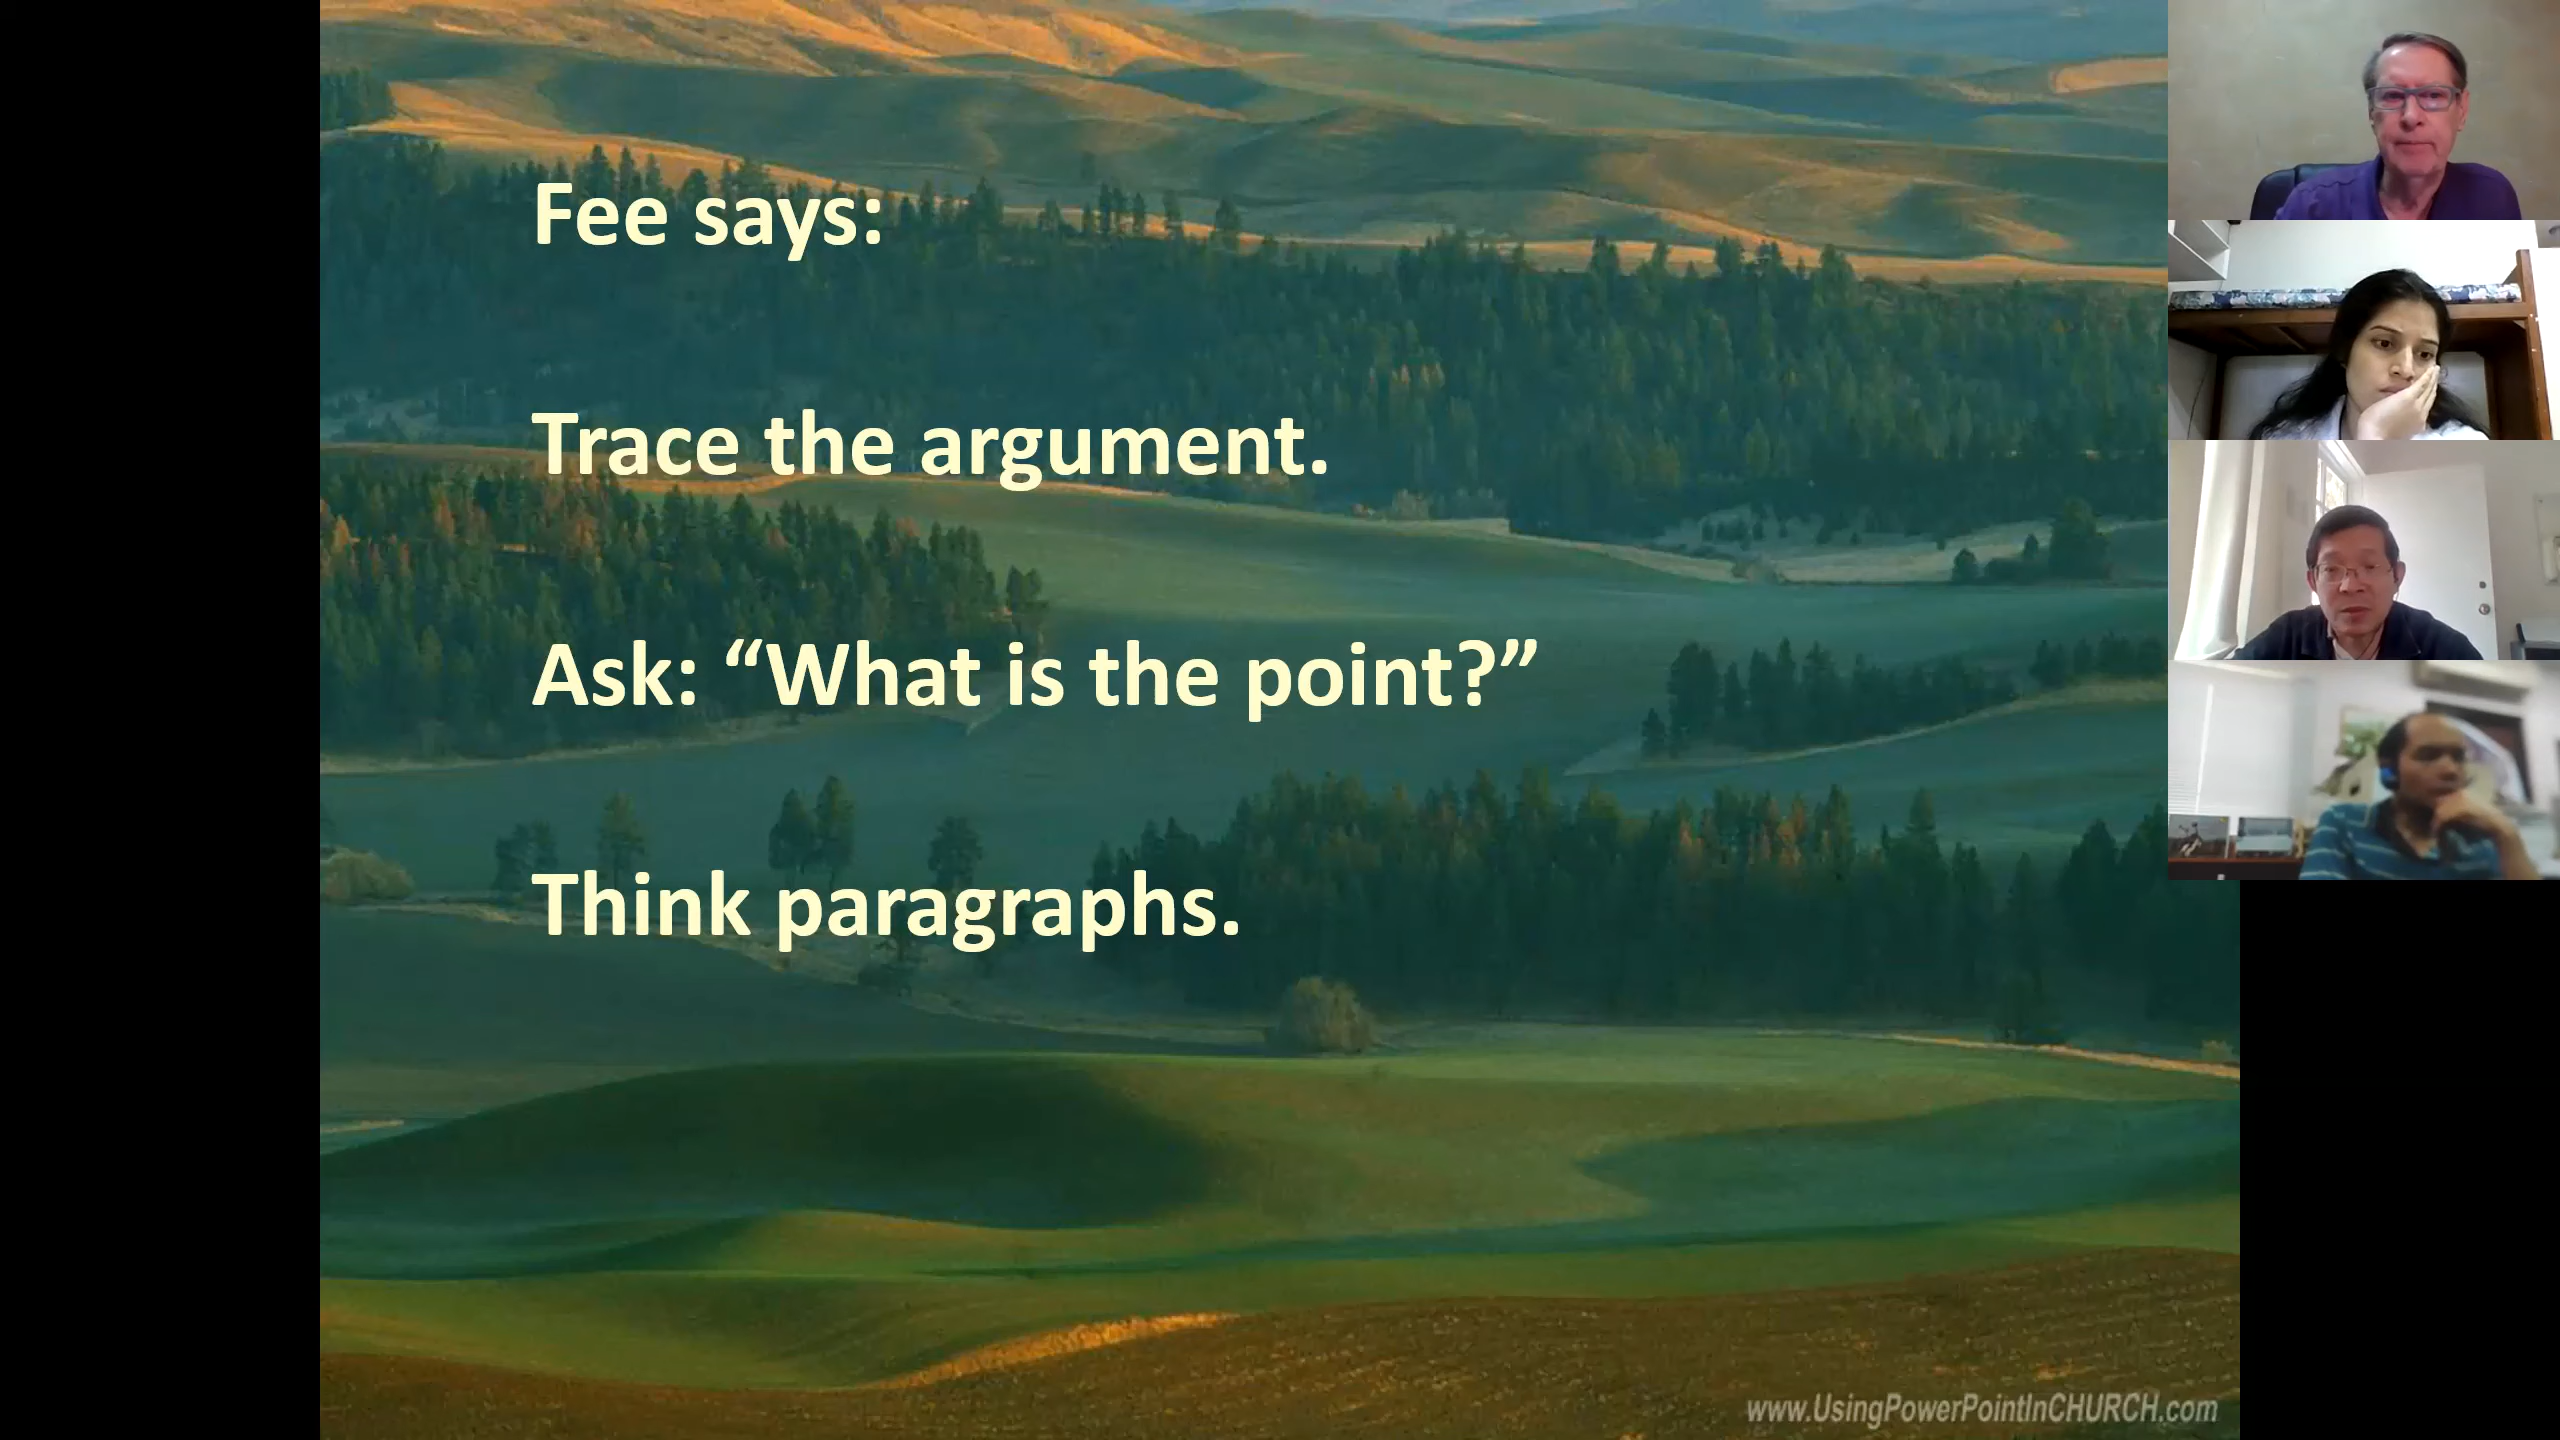 Fee says:
Trace the argument.
Ask: “What is the point?”
Think paragraphs.
www.UsingPowerPointInCHURCH.com